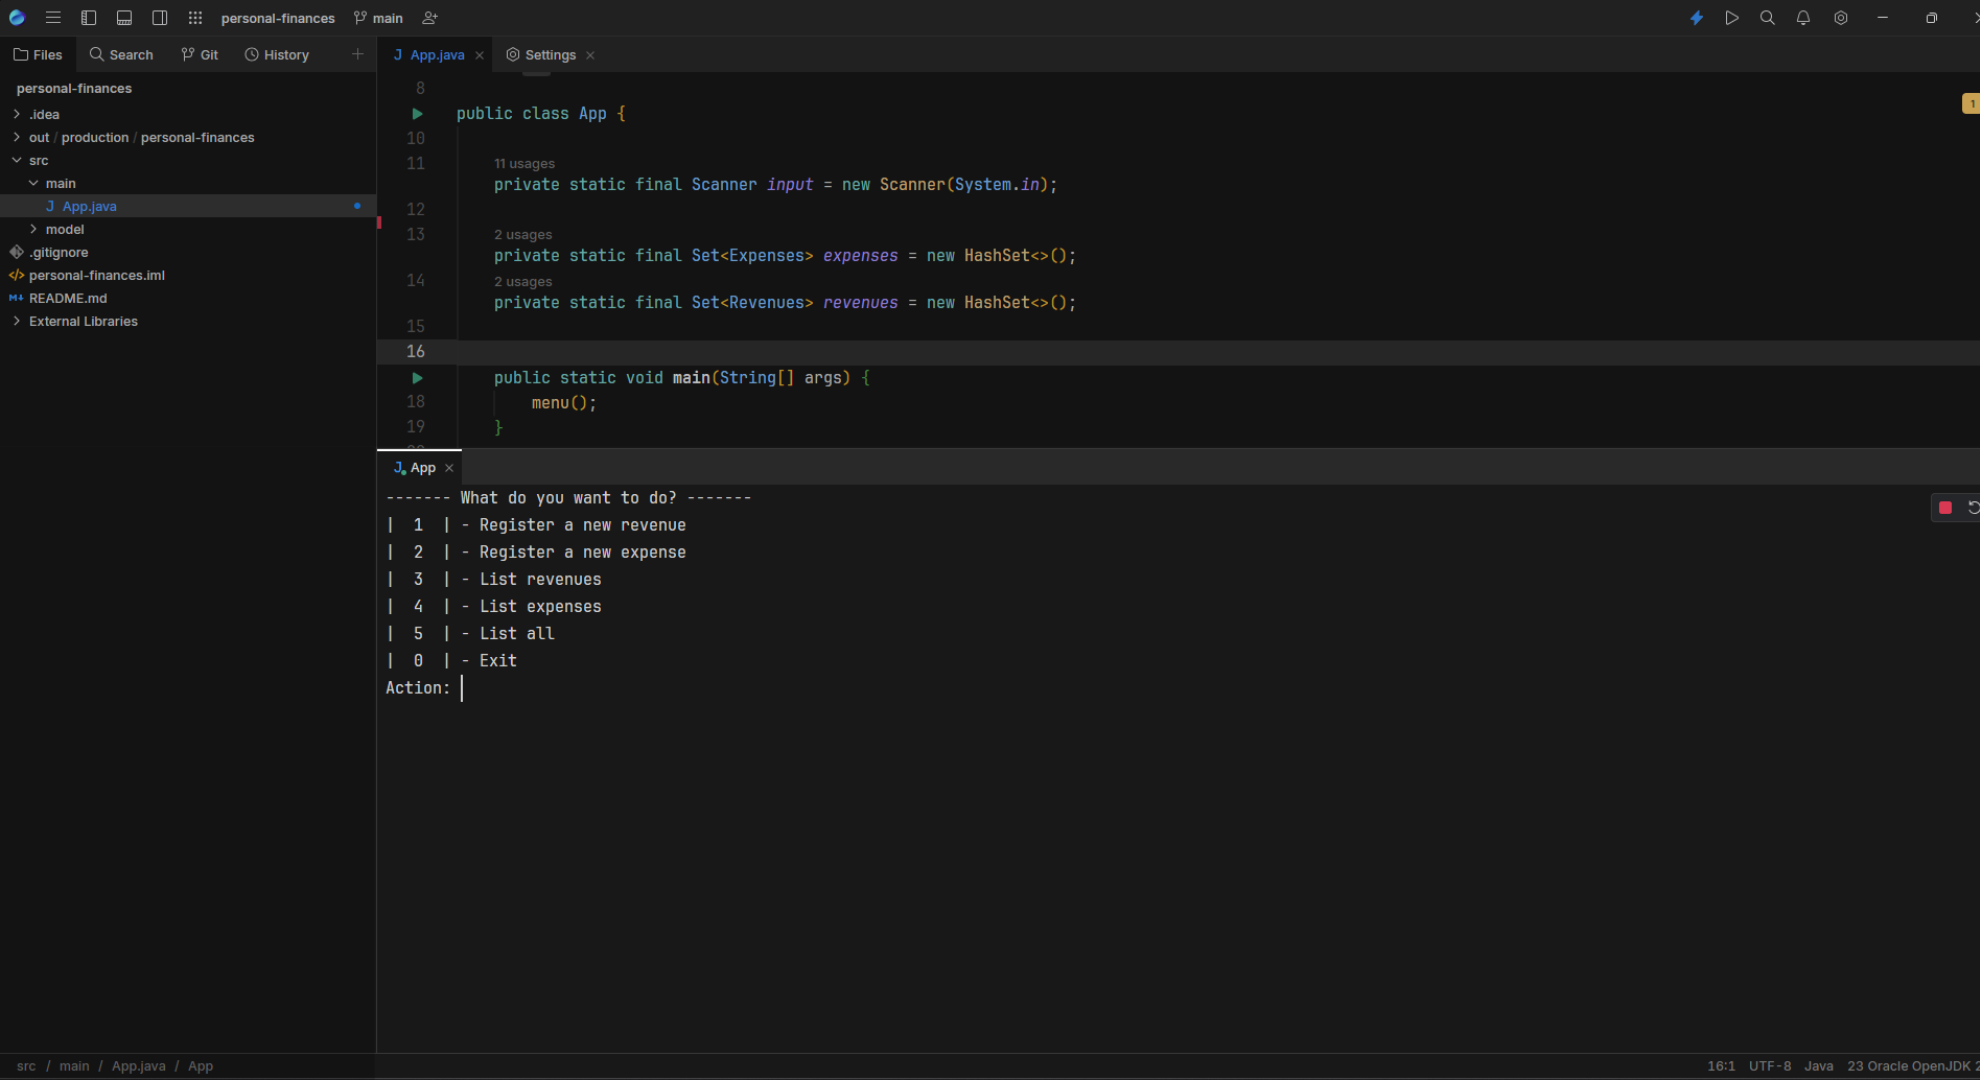 personal-finances main
Files Search Git History
App.java Settings
personal-finances
.idea
out / production / personal-finances
src
main
J App.java
model
.gitignore
</> personal-finances.iml
M+ README.md
External Libraries
8
public class App {
1
10
11 11 usages
private static final Scanner input = new Scanner(System.in);
12
13 2 usages
private static final Set<Expenses> expenses = new HashSet<>();
14 2 usages
private static final Set<Revenues> revenues = new HashSet<>();
15
16
public static void main(String[] args) {
18 menu();
19 }
App
------- What do you want to do? -------
| 1 | - Register a new revenue
| 2 | - Register a new expense
| 3 | - List revenues
| 4 | - List expenses
| 5 | - List all
| 0 | - Exit
Action:
src / main / App.java / App
16:1 UTF-8 Java 23 Oracle OpenJDK